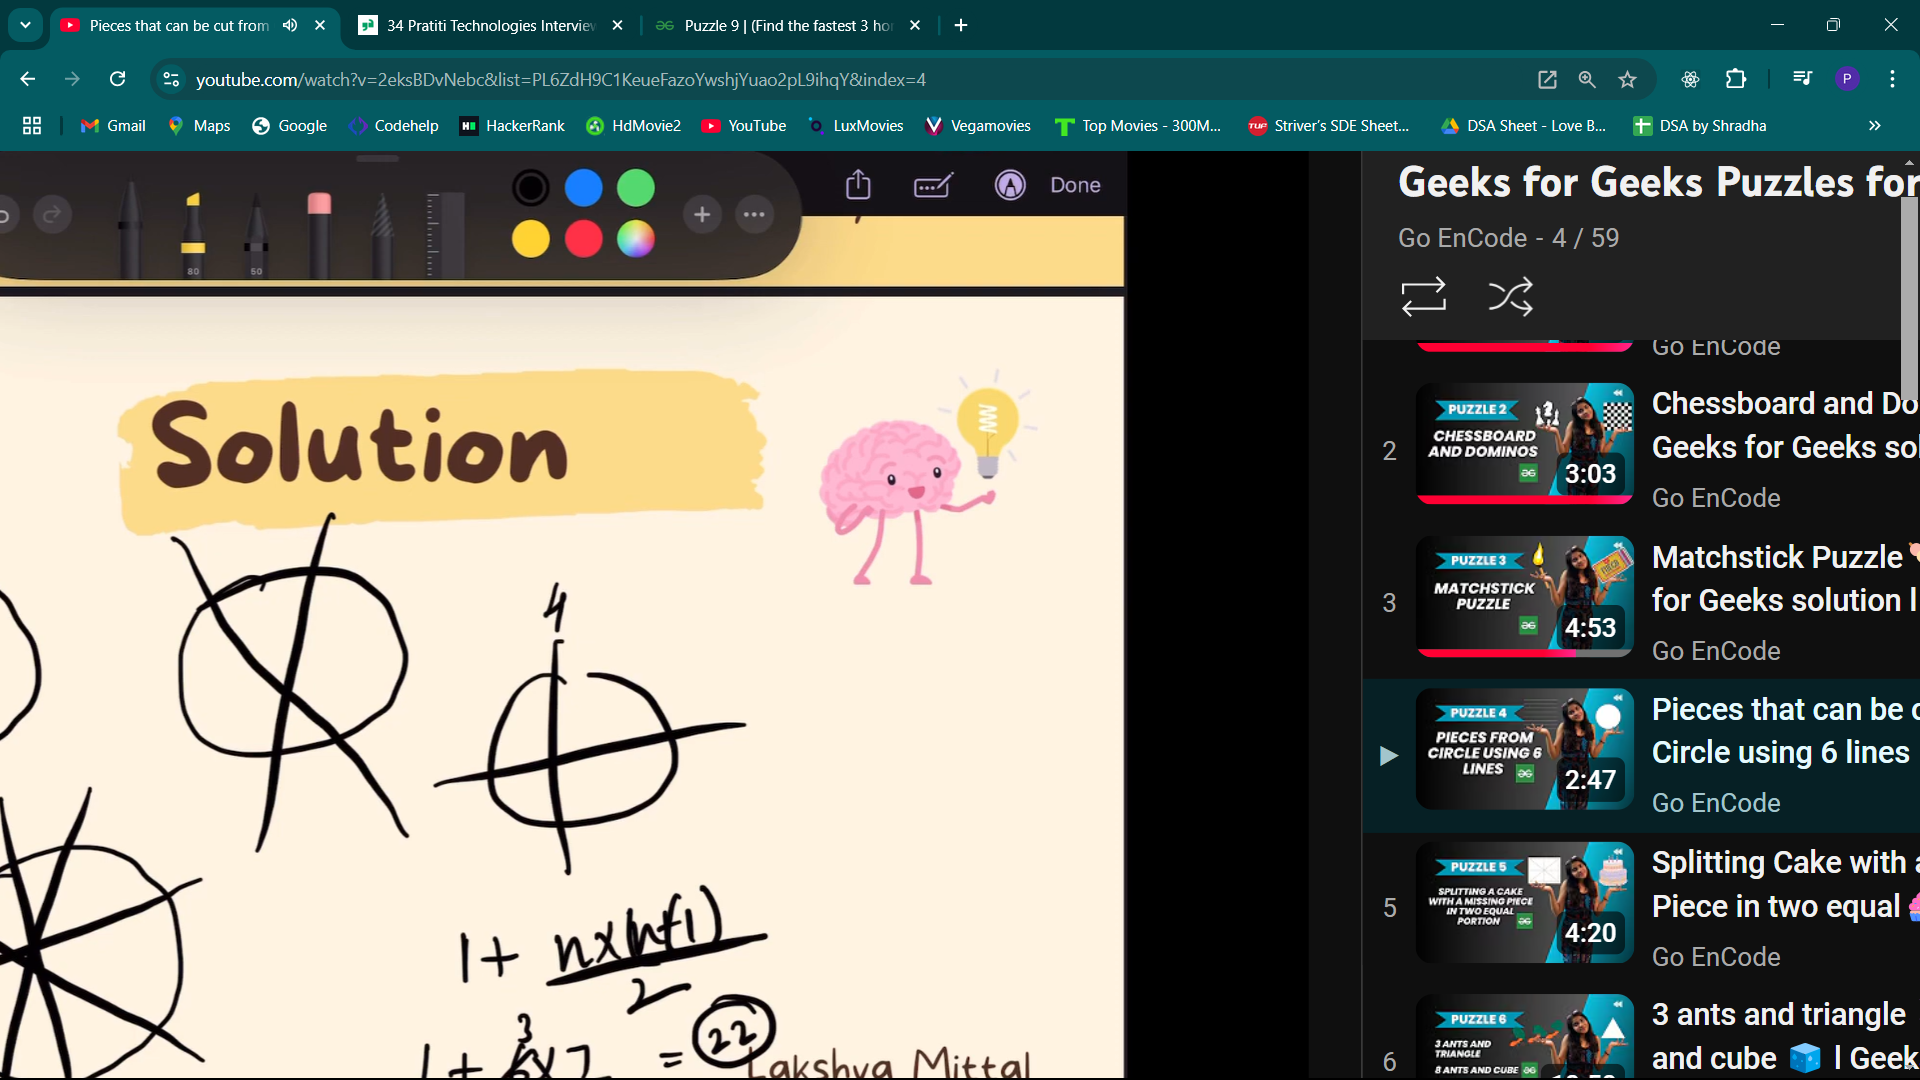 Pieces that can be cut from
34 Pratiti Technologies Interview
Puzzle 9 | (Find the fastest 3 hor
youtube.com/watch?v=2eksBDvNebc&list=PL6ZdH9C1KeueFazoYwshjYuao2pL9ihqY&index=4
P
Gmail
Maps
Google
Codehelp
HackerRank
HdMovie2
YouTube
LuxMovies
Vegamovies
Top Movies - 300M...
Striver's SDE Sheet...
DSA Sheet - Love B...
DSA by Shradha
»
80
50
Done
Solution
4
1 + n×(n+1)
2
3
1 + 6×7 = 22
Lakshya Mittal
Geeks for Geeks Puzzles for
Go EnCode - 4 / 59
Go EnCode
2
PUZZLE 2
CHESSBOARD
AND DOMINOS
3:03
Chessboard and Do
Geeks for Geeks sol
Go EnCode
3
PUZZLE 3
MATCHSTICK
PUZZLE
4:53
Matchstick Puzzle
for Geeks solution l
Go EnCode
PUZZLE 4
PIECES FROM
CIRCLE USING 6
LINES
2:47
Pieces that can be c
Circle using 6 lines
Go EnCode
5
PUZZLE 5
SPLITTING A CAKE
WITH A MISSING PIECE
IN TWO EQUAL
PORTION
4:20
Splitting Cake with a
Piece in two equal
Go EnCode
6
PUZZLE 6
3 ANTS AND
TRIANGLE
8 ANTS AND CUBE
3 ants and triangle
and cube l Geek